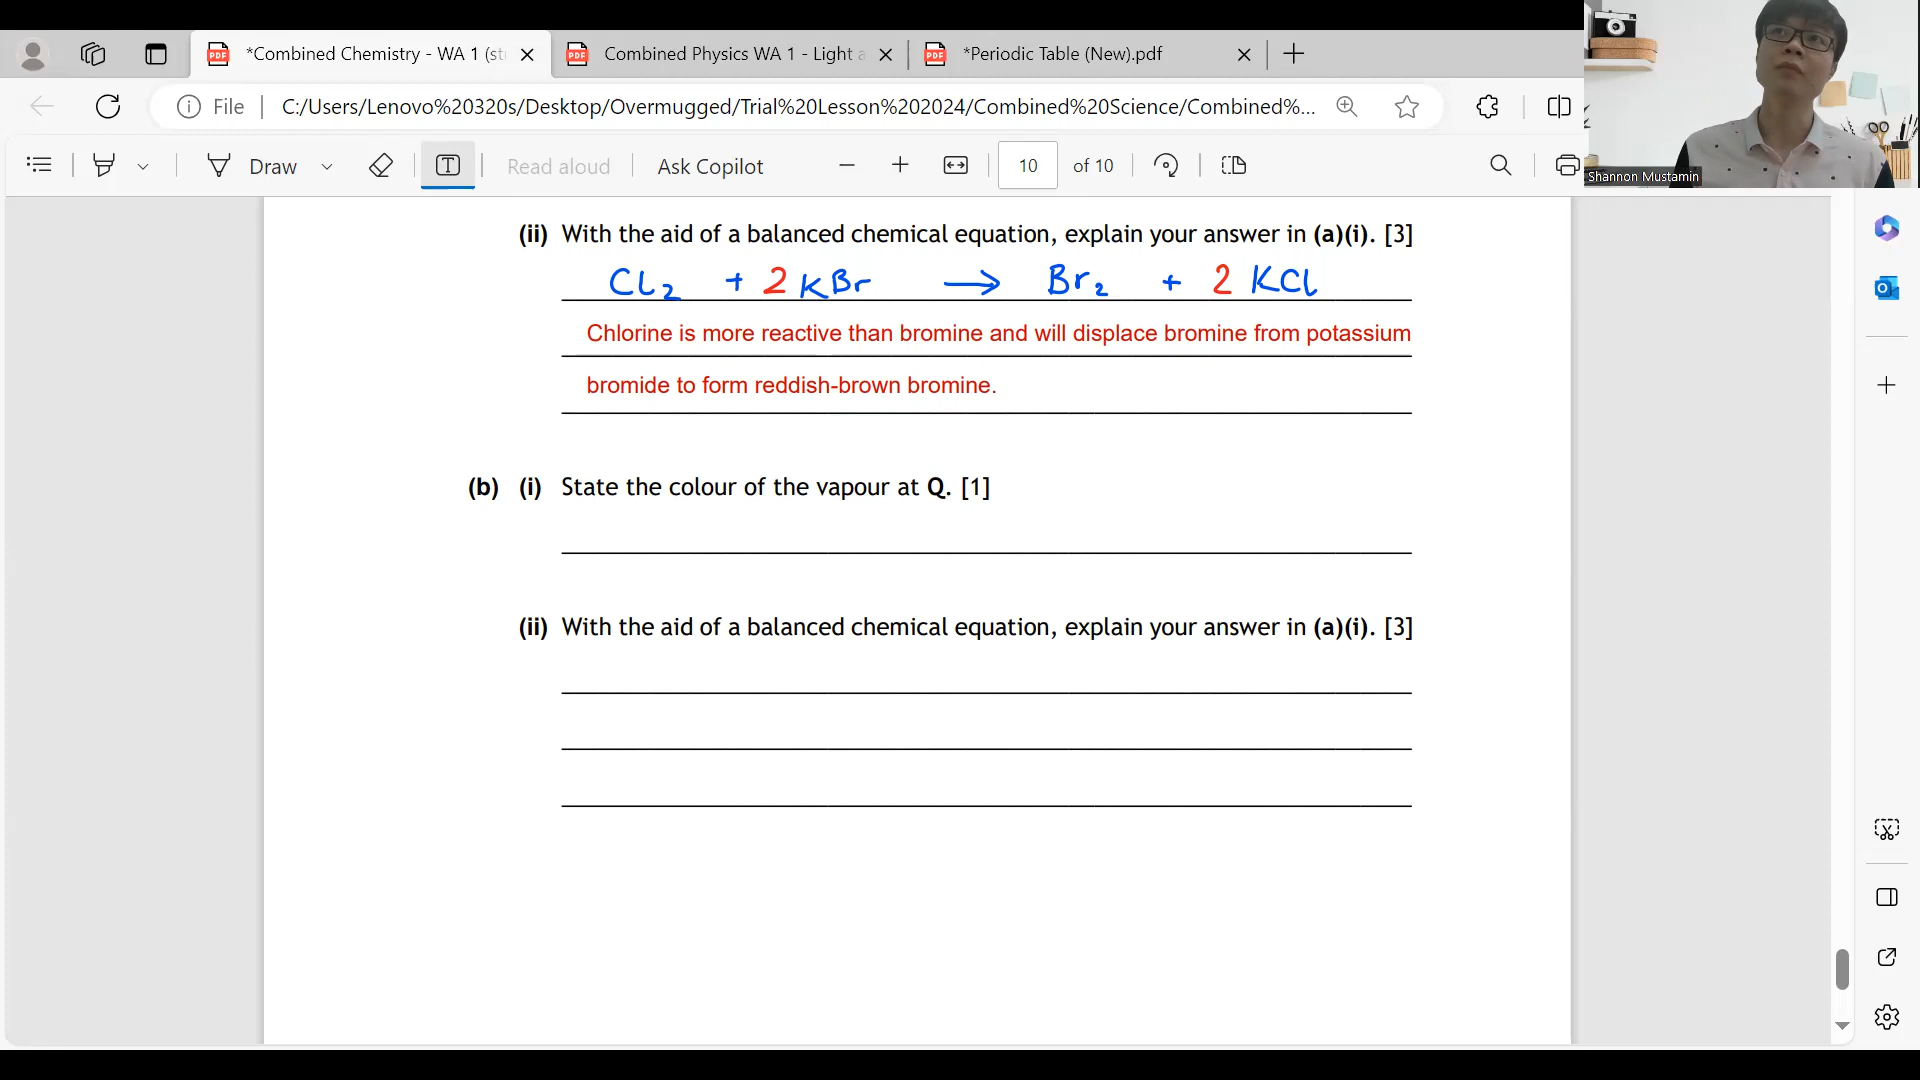 *Combined Chemistry - WA 1 (st
Combined Physics WA 1 - Light a
*Periodic Table (New).pdf
File
C:/Users/Lenovo%20320s/Desktop/Overmugged/Trial%20Lesson%202024/Combined%20Science/Combined%...
Draw
Read aloud
Ask Copilot
10
of 10
Shannon Mustamin
(ii) With the aid of a balanced chemical equation, explain your answer in (a)(i). [3]
Cl2 + 2 KBr → Br2 + 2 KCl
Chlorine is more reactive than bromine and will displace bromine from potassium
bromide to form reddish-brown bromine.
(b) (i) State the colour of the vapour at Q. [1]
(ii) With the aid of a balanced chemical equation, explain your answer in (a)(i). [3]